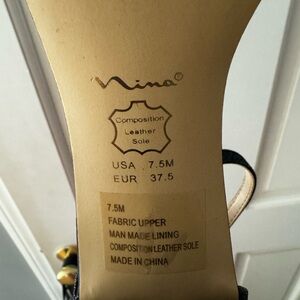 Nina®
Composition
Leather
Sole
USA . 7.5M
EUR 37.5
7.5M
FABRIC UPPER
MAN MADE LINING
COMPOSITION LEATHER SOLE
MADE IN CHINA